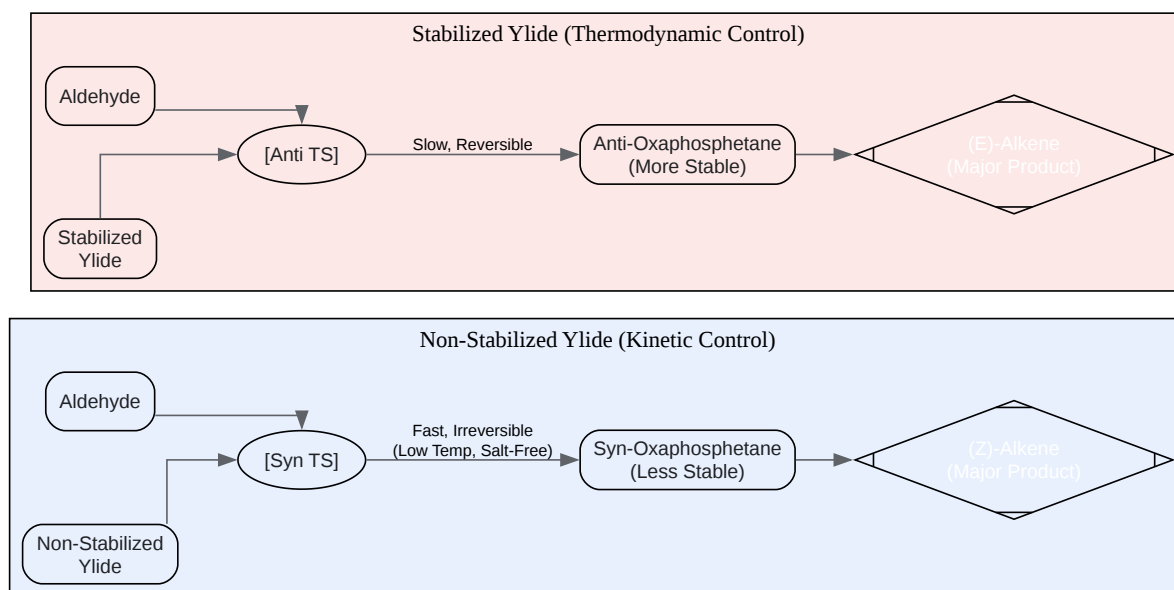 Stabilized Ylide (Thermodynamic Control)
Aldehyde
[Anti TS]
Slow, Reversible
Anti-Oxaphosphetane
(More Stable)
(E)-Alkene
(Major Product)
Stabilized
Ylide
Non-Stabilized Ylide (Kinetic Control)
Aldehyde
[Syn TS]
Fast, Irreversible
(Low Temp, Salt-Free)
Syn-Oxaphosphetane
(Less Stable)
(Z)-Alkene
(Major Product)
Non-Stabilized
Ylide